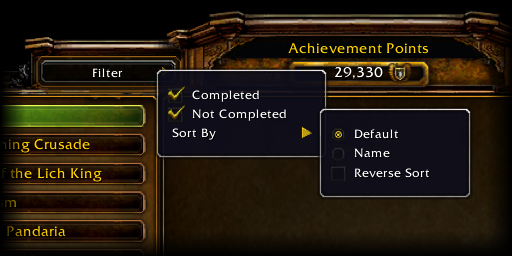 Achievement Points
Filter
29,330
Completed
Not Completed
Sort By
Default
Name
Reverse Sort
Crusade
the Lich King
Pandaria